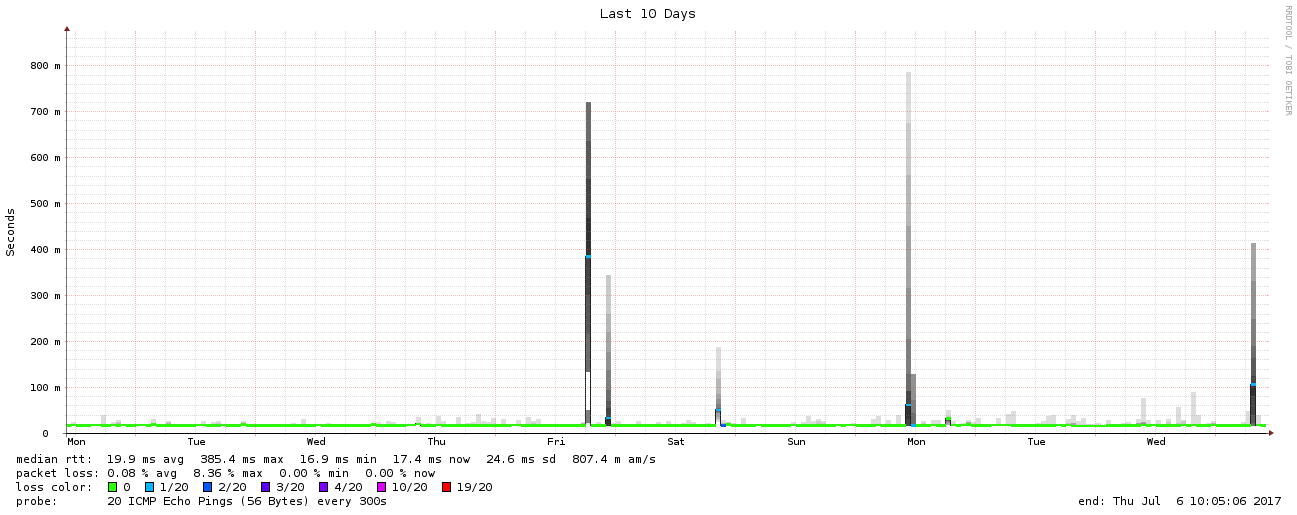 Last 10 Days
RRDTOOL / TOBI OETIKER
Seconds
800 m
700 m
600 m
500 m
400 m
300 m
200 m
100 m
0
Mon Tue Wed Thu Fri Sat Sun Mon Tue Wed
median rtt: 19.9 ms avg 385.4 ms max 16.9 ms min 17.4 ms now 24.6 ms sd 807.4 m am/s
packet loss: 0.08 % avg 8.36 % max 0.00 % min 0.00 % now
loss color: 0 1/20 2/20 3/20 4/20 10/20 19/20
probe: 20 ICMP Echo Pings (56 Bytes) every 300s end: Thu Jul 6 10:05:06 2017